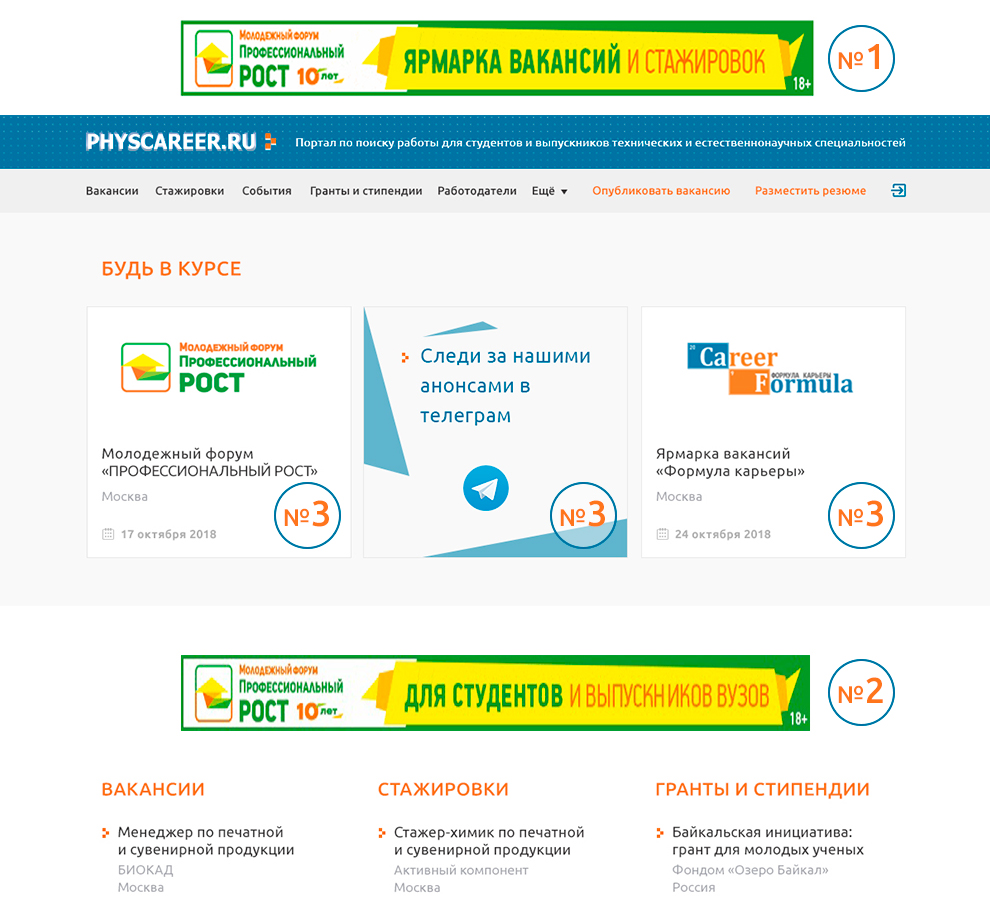 Молодежный форум
Профессиональный
РОСТ 10 лет
ЯРМАРКА ВАКАНСИЙ И СТАЖИРОВОК
18+
№1
PHYSCAREER.RU
Портал по поиску работы для студентов и выпускников технических и естественнонаучных специальностей
Вакансии Стажировки События Гранты и стипендии Работодатели Ещё Опубликовать вакансию Разместить резюме
БУДЬ В КУРСЕ
Молодежный форум
Профессиональный
РОСТ
Молодежный форум
«ПРОФЕССИОНАЛЬНЫЙ РОСТ»
Москва
17 октября 2018
№3
Следи за нашими
анонсами в
телеграм
№3
Career
ФОРМУЛА КАРЬЕРЫ
Formula
Ярмарка вакансий
«Формула карьеры»
Москва
24 октября 2018
№3
Молодежный форум
Профессиональный
РОСТ 10 лет
ДЛЯ СТУДЕНТОВ И ВЫПУСКНИКОВ ВУЗОВ
18+
№2
ВАКАНСИИ
Менеджер по печатной
и сувенирной продукции
БИОКАД
Москва
СТАЖИРОВКИ
Стажер-химик по печатной
и сувенирной продукции
Активный компонент
Москва
ГРАНТЫ И СТИПЕНДИИ
Байкальская инициатива:
грант для молодых ученых
Фондом «Озеро Байкал»
Россия